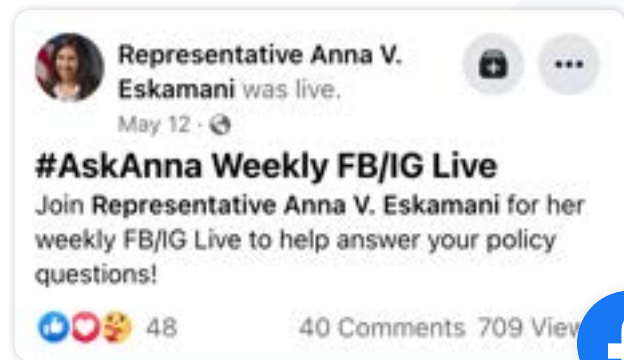 Representative Anna V.
Eskamani was live.
May 12 ·
#AskAnna Weekly FB/IG Live
Join Representative Anna V. Eskamani for her
weekly FB/IG Live to help answer your policy
questions!
48 40 Comments 709 View